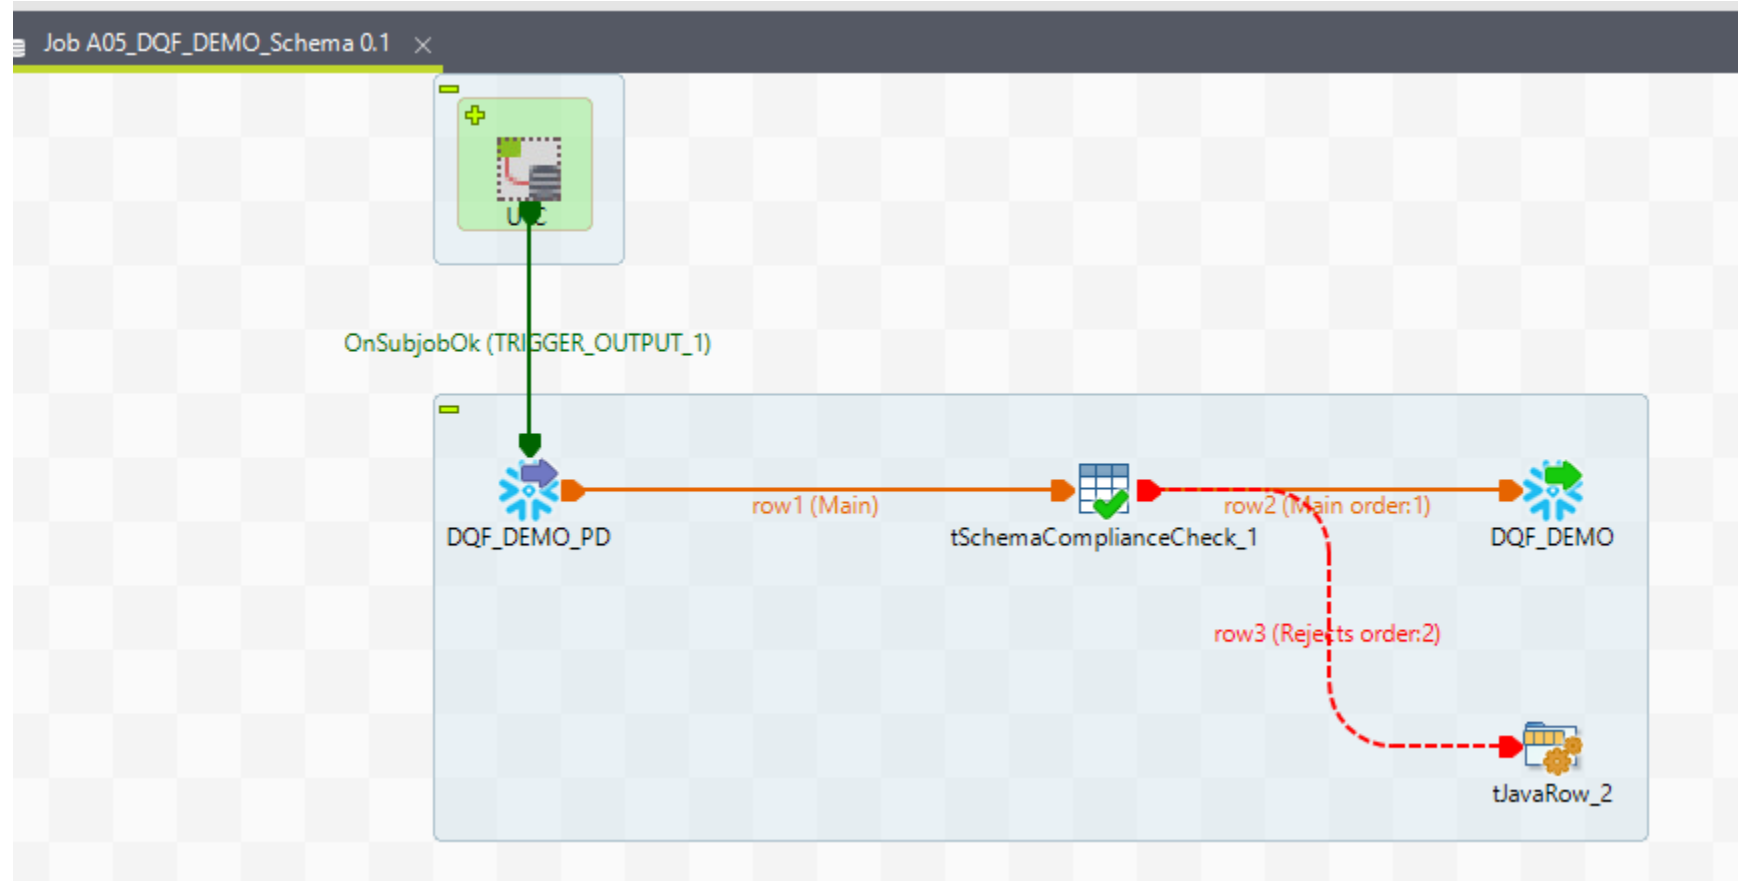 Job A05_DQF_DEMO_Schema 0.1
OnSubjobOk (TRIGGER_OUTPUT_1)
row1 (Main)
row2 (Main order:1)
DQF_DEMO_PD
tSchemaComplianceCheck_1
DQF_DEMO
row3 (Rejects order:2)
tJavaRow_2